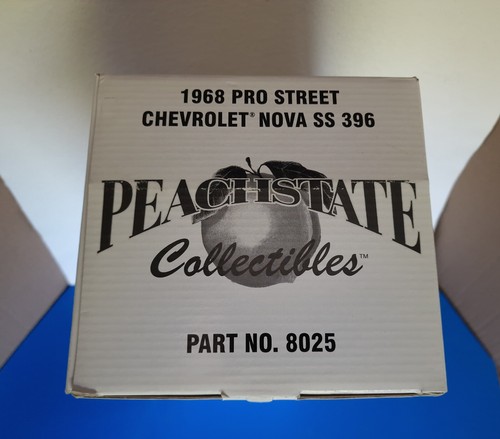 1968 PRO STREET
CHEVROLET® NOVA SS 396
PEACHSTATE
Collectibles™
PART NO. 8025